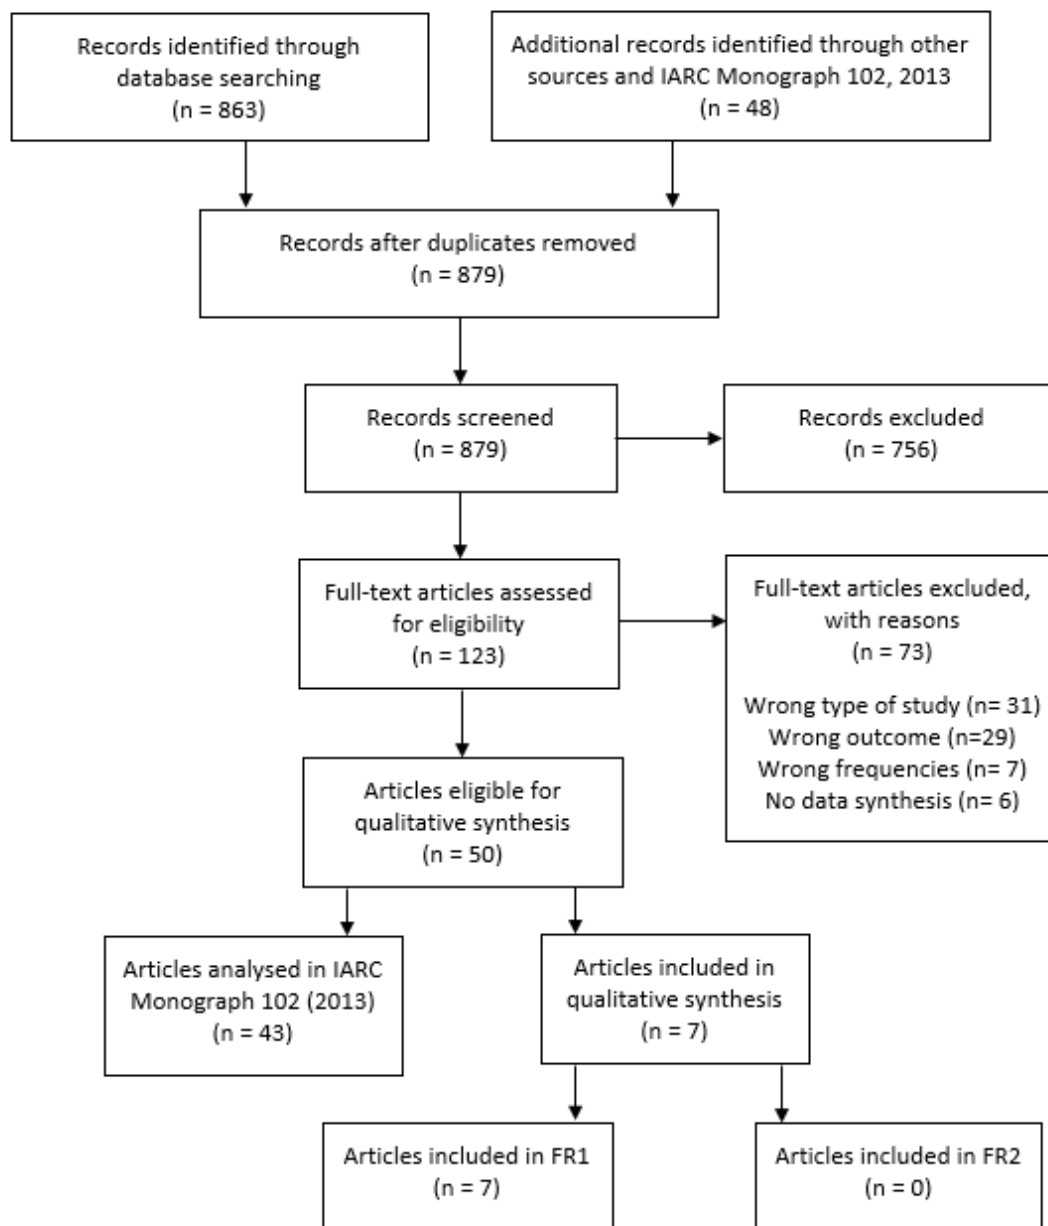 Records identified through
database searching
(n = 863)
Additional records identified through other
sources and IARC Monograph 102, 2013
(n = 48)
Records after duplicates removed
(n = 879)
Records screened
(n = 879)
Records excluded
(n = 756)
Full-text articles assessed
for eligibility
(n = 123)
Full-text articles excluded,
with reasons
(n = 73)
Wrong type of study (n= 31)
Wrong outcome (n=29)
Wrong frequencies (n= 7)
No data synthesis (n= 6)
Articles eligible for
qualitative synthesis
(n = 50)
Articles analysed in IARC
Monograph 102 (2013)
(n = 43)
Articles included in
qualitative synthesis
(n = 7)
Articles included in FR1
(n = 7)
Articles included in FR2
(n = 0)